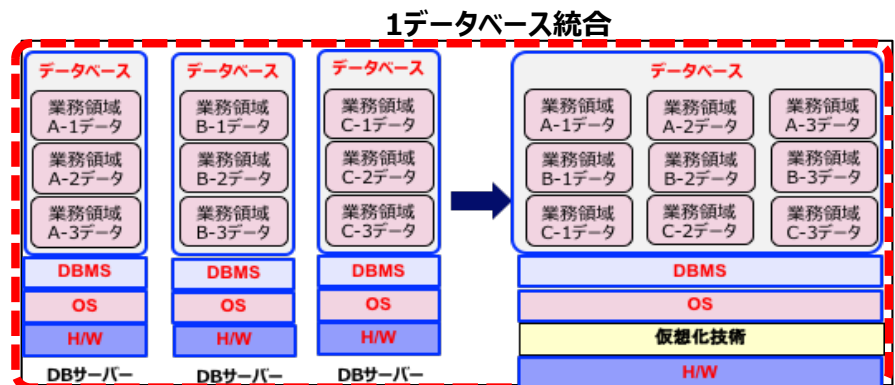 1データベース統合
データベース
業務領域
A-1データ
業務領域
A-2データ
業務領域
A-3データ
DBMS
OS
H/W
DBサーバー
データベース
業務領域
B-1データ
業務領域
B-2データ
業務領域
B-3データ
DBMS
OS
H/W
DBサーバー
データベース
業務領域
C-1データ
業務領域
C-2データ
業務領域
C-3データ
DBMS
OS
H/W
DBサーバー
データベース
業務領域
A-1データ
業務領域
A-2データ
業務領域
A-3データ
業務領域
B-1データ
業務領域
B-2データ
業務領域
B-3データ
業務領域
C-1データ
業務領域
C-2データ
業務領域
C-3データ
DBMS
OS
仮想化技術
H/W